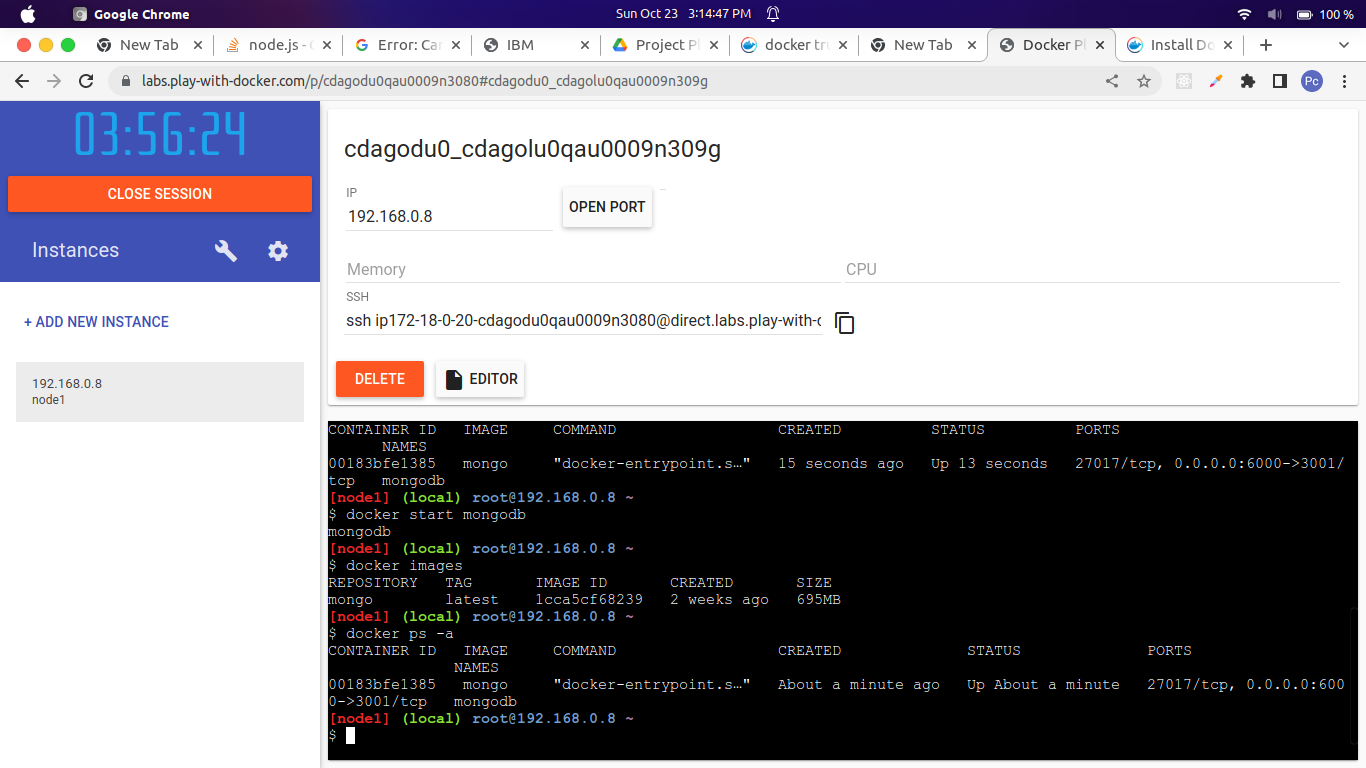 Google Chrome
Sun Oct 23 3:14:47 PM
100 %
New Tab
node.js -
Error: Ca
IBM
Project P
docker tr
New Tab
Docker P
Install Do
labs.play-with-docker.com/p/cdagodu0qau0009n3080#cdagodu0_cdagolu0qau0009n309g
Pc
03:56:24
CLOSE SESSION
Instances
+ ADD NEW INSTANCE
192.168.0.8
node1
cdagodu0_cdagolu0qau0009n309g
IP
192.168.0.8
OPEN PORT
Memory
CPU
SSH
ssh ip172-18-0-20-cdagodu0qau0009n3080@direct.labs.play-with-
DELETE
EDITOR
CONTAINER ID IMAGE COMMAND CREATED STATUS PORTS
NAMES
00183bfe1385 mongo "docker-entrypoint.s…" 15 seconds ago Up 13 seconds 27017/tcp, 0.0.0.0:6000->3001/
tcp mongodb
[node1] (local) root@192.168.0.8 ~
$ docker start mongodb
mongodb
[node1] (local) root@192.168.0.8 ~
$ docker images
REPOSITORY TAG IMAGE ID CREATED SIZE
mongo latest 1cca5cf68239 2 weeks ago 695MB
[node1] (local) root@192.168.0.8 ~
$ docker ps -a
CONTAINER ID IMAGE COMMAND CREATED STATUS PORTS
NAMES
00183bfe1385 mongo "docker-entrypoint.s…" About a minute ago Up About a minute 27017/tcp, 0.0.0.0:600
0->3001/tcp mongodb
[node1] (local) root@192.168.0.8 ~
$